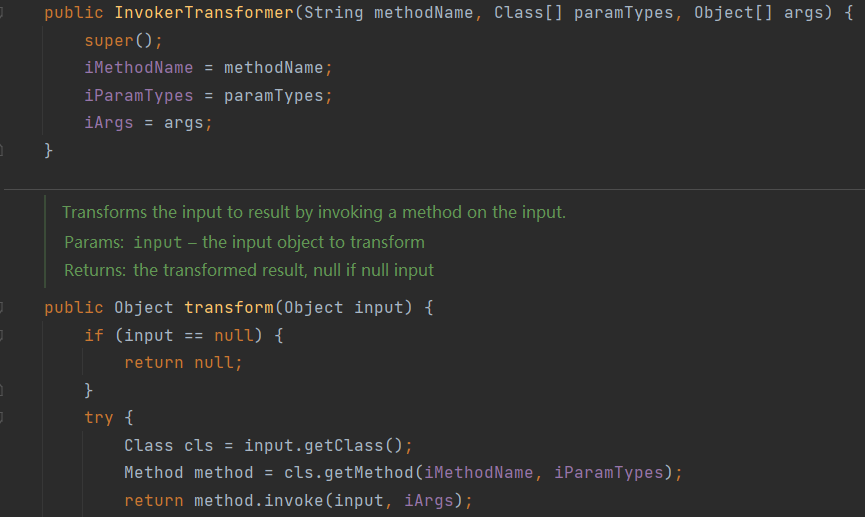 public InvokerTransformer(String methodName, Class[] paramTypes, Object[] args) {
super();
iMethodName = methodName;
iParamTypes = paramTypes;
iArgs = args;
}
Transforms the input to result by invoking a method on the input.
Params: input – the input object to transform
Returns: the transformed result, null if null input
public Object transform(Object input) {
if (input == null) {
return null;
}
try {
Class cls = input.getClass();
Method method = cls.getMethod(iMethodName, iParamTypes);
return method.invoke(input, iArgs);